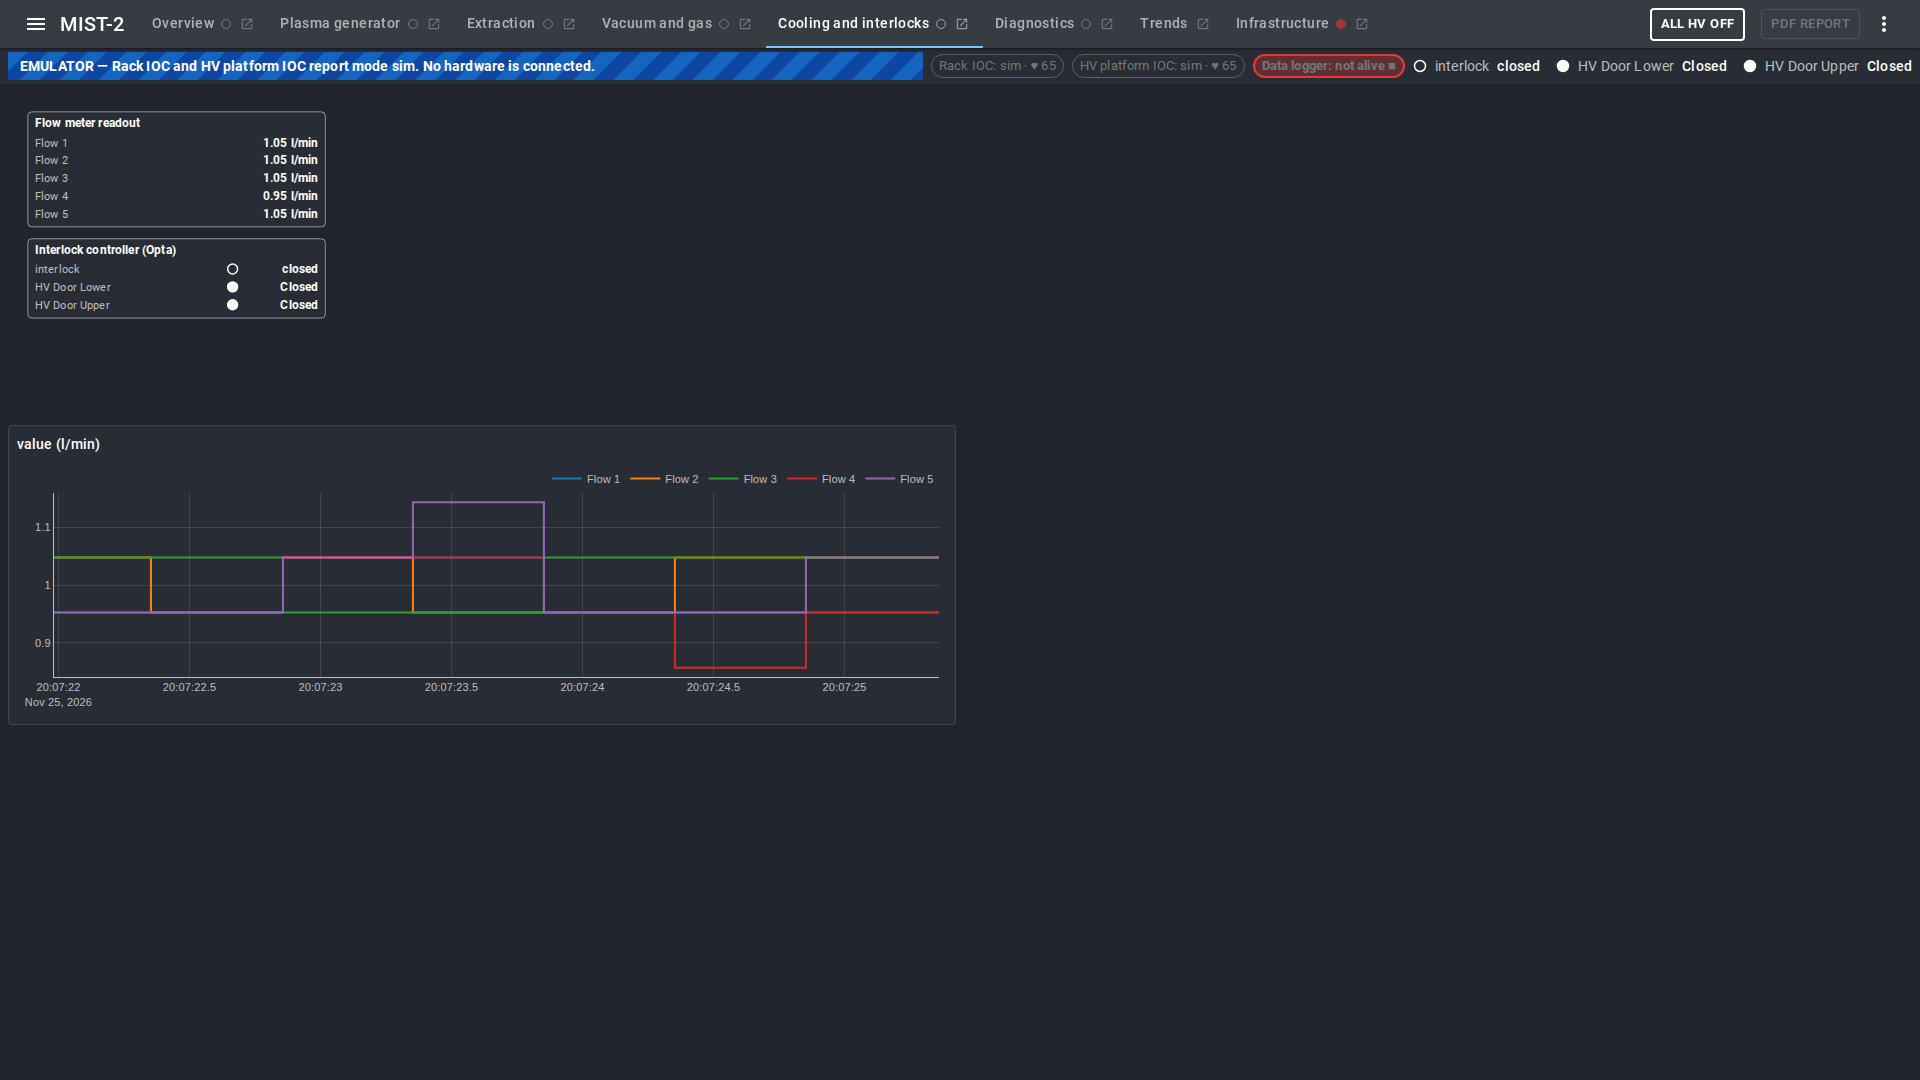 MIST-2 Overview Plasma generator Extraction Vacuum and gas Cooling and interlocks Diagnostics Trends Infrastructure ALL HV OFF PDF REPORT
EMULATOR — Rack IOC and HV platform IOC report mode sim. No hardware is connected. Rack IOC: sim · ♥ 65 HV platform IOC: sim · ♥ 65 Data logger: not alive ■ interlock closed HV Door Lower Closed HV Door Upper Closed
Flow meter readout
Flow 1 1.05 l/min
Flow 2 1.05 l/min
Flow 3 1.05 l/min
Flow 4 0.95 l/min
Flow 5 1.05 l/min
Interlock controller (Opta)
interlock closed
HV Door Lower Closed
HV Door Upper Closed
value (l/min)
Flow 1 Flow 2 Flow 3 Flow 4 Flow 5
1.1
1
0.9
20:07:22 20:07:22.5 20:07:23 20:07:23.5 20:07:24 20:07:24.5 20:07:25
Nov 25, 2026